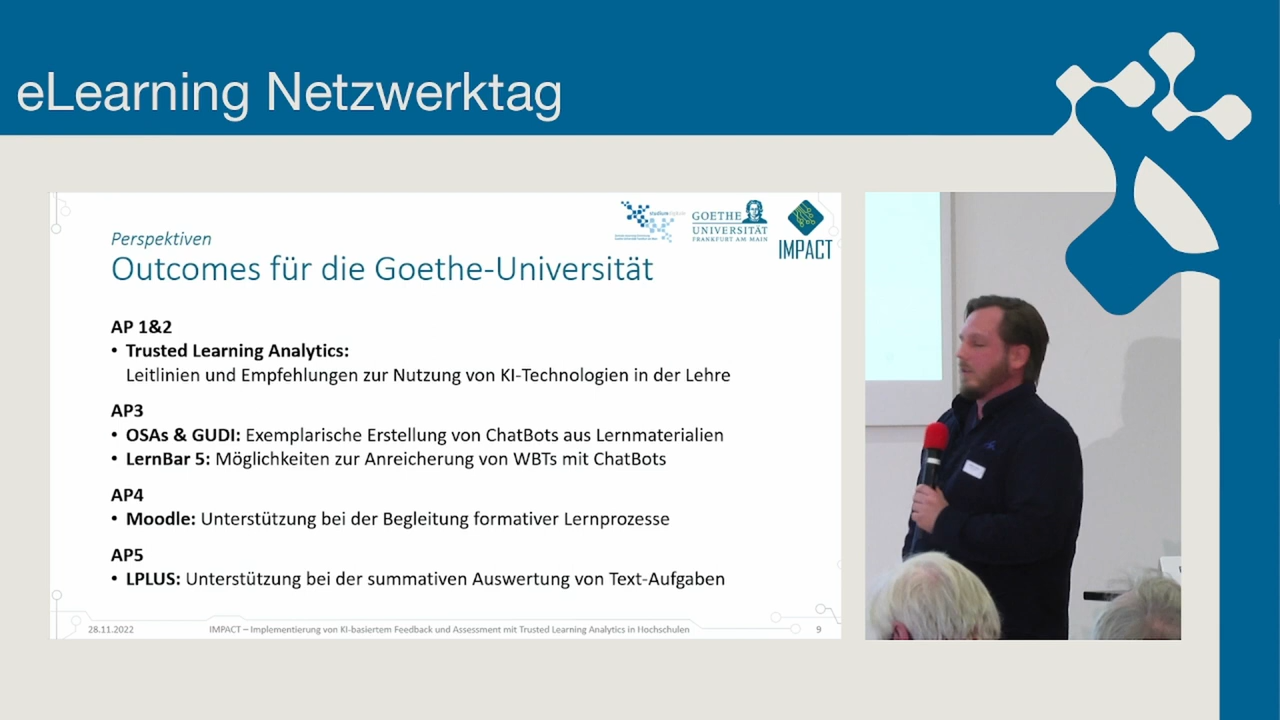 eLearning Netzwerktag
GOETHE
UNIVERSITÄT
FRANKFURT AM MAIN
IMPACT
Perspektiven
Outcomes für die Goethe-Universität
AP 1&2
• Trusted Learning Analytics:
Leitlinien und Empfehlungen zur Nutzung von KI-Technologien in der Lehre
AP3
• OSAs & GUDI: Exemplarische Erstellung von ChatBots aus Lernmaterialien
• LernBar 5: Möglichkeiten zur Anreicherung von WBTs mit ChatBots
AP4
• Moodle: Unterstützung bei der Begleitung formativer Lernprozesse
AP5
• LPLUS: Unterstützung bei der summativen Auswertung von Text-Aufgaben
28.11.2022
IMPACT – Implementierung von KI-basiertem Feedback und Assessment mit Trusted Learning Analytics in Hochschulen
9